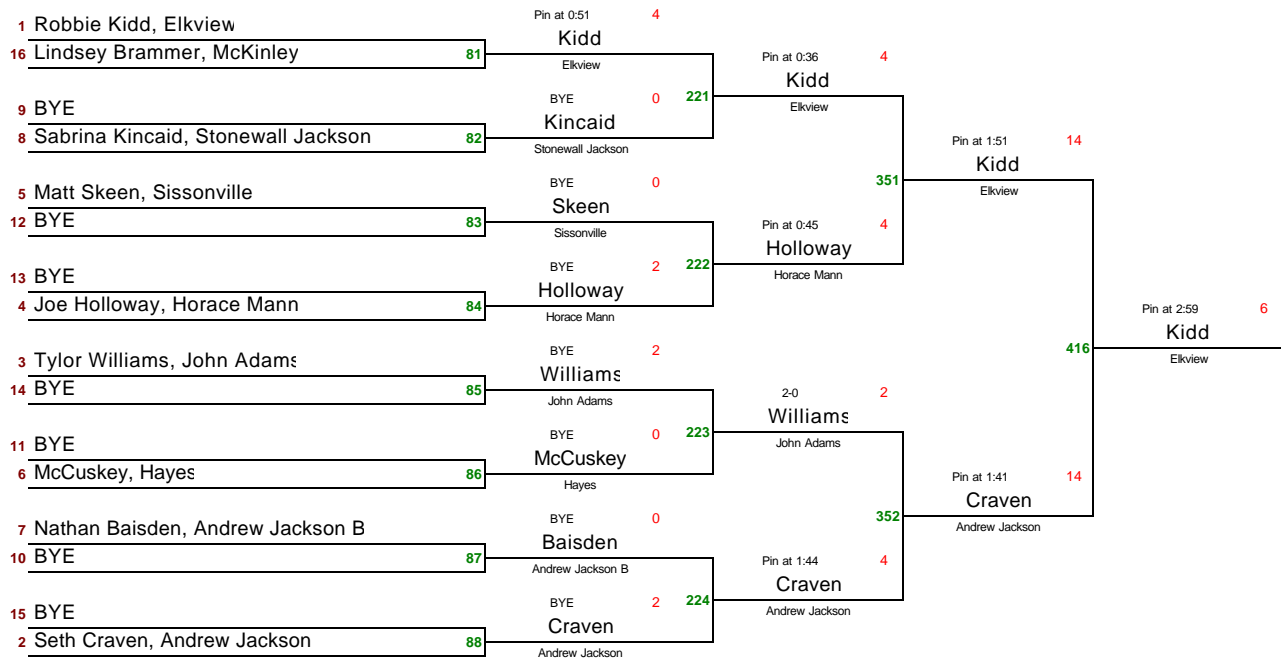 1 Robbie Kidd, Elkview
16 Lindsey Brammer, McKinley
81
9 BYE
8 Sabrina Kincaid, Stonewall Jackson
82
5 Matt Skeen, Sissonville
12 BYE
83
13 BYE
4 Joe Holloway, Horace Mann
84
3 Tylor Williams, John Adams
14 BYE
85
11 BYE
6 McCuskey, Hayes
86
7 Nathan Baisden, Andrew Jackson B
10 BYE
87
15 BYE
2 Seth Craven, Andrew Jackson
88
Pin at 0:51 4
Kidd
Elkview
BYE 0
Kincaid
Stonewall Jackson
221
BYE 0
Skeen
Sissonville
BYE 2
Holloway
Horace Mann
222
BYE 2
Williams
John Adams
BYE 0
McCuskey
Hayes
223
BYE 0
Baisden
Andrew Jackson B
BYE 2
Craven
Andrew Jackson
224
Pin at 0:36 4
Kidd
Elkview
Pin at 0:45 4
Holloway
Horace Mann
351
2-0 2
Williams
John Adams
Pin at 1:44 4
Craven
Andrew Jackson
352
Pin at 1:51 14
Kidd
Elkview
Pin at 1:41 14
Craven
Andrew Jackson
416
Pin at 2:59 6
Kidd
Elkview